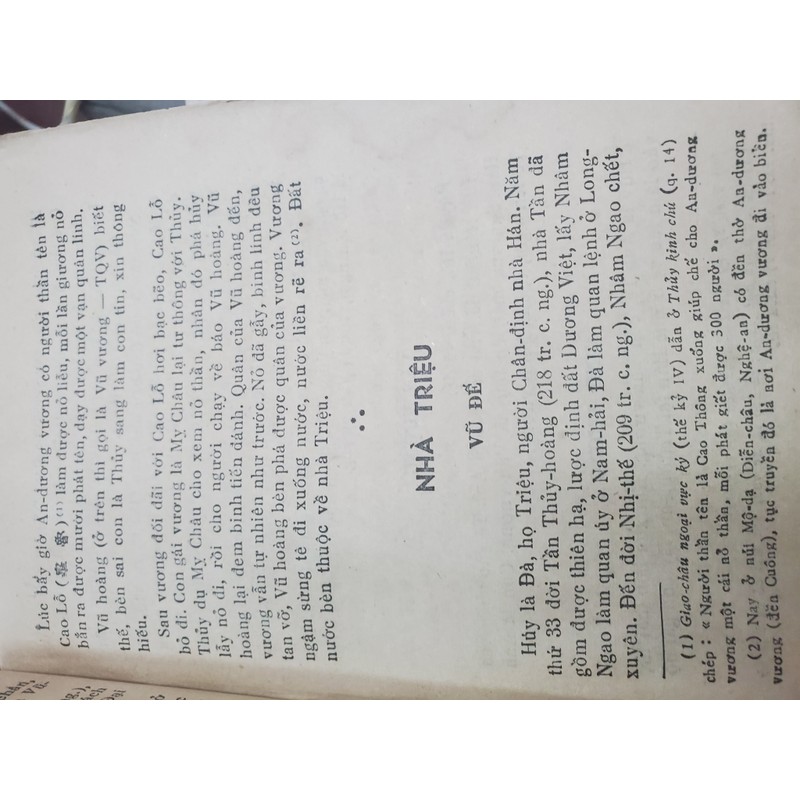 Lúc bấy giờ An-dương vương có người thần tên là
Cao Lỗ ( 魯 ) (1) làm được nỏ liễu, mỗi lần giương nỏ
bắn ra được mười phát tên, dạy được một vạn quân lính.
Vũ hoàng (ở trên thì gọi là Vũ vương — TQV) biết
thế, bèn sai con là Thủy sang làm con tin, xin thông
hiếu.
Sau vương đối đãi với Cao Lỗ hơi bạc bẽo, Cao Lỗ
bỏ đi. Con gái vương là Mỵ Châu lại tư thông với Thủy.
Thủy dụ Mỵ Châu cho xem nỏ thần, nhân đó phá hủy
lẫy nỏ đi, rồi cho người chạy về báo Vũ hoàng. Vũ
hoàng lại đem binh tiến đánh. Quân của Vũ hoàng đến,
vương vẫn tự nhiên như trước. Nỏ đã gẫy, binh lính đều
tan vỡ, Vũ hoàng bèn phá được quân của vương. Vương
ngậm sừng tê đi xuống nước, nước liền rẽ ra (2). Đất
nước bèn thuộc về nhà Triệu.
NHÀ TRIỆU
VŨ ĐẾ
Húy là Đà, họ Triệu, người Chân-định nhà Hán. Năm
thứ 33 đời Tần Thủy-hoàng (218 tr. c. ng.), nhà Tần đã
gồm được thiên hạ, lược định đất Dương Việt, lấy Nhâm
Ngao làm quan úy ở Nam-hải, Đà làm quan lệnh ở Long-
xuyên. Đến đời Nhị-thế (209 tr. c. ng.), Nhâm Ngao chết,
(1) Giao-châu ngoại vực ký (thế kỷ IV) dẫn ở Thủy kinh chú (q. 14)
chép : « Người thần tên là Cao Thông xuống giúp chế cho An-dương
vương một cái nỏ thần, mỗi phát giết được 300 người ».
(2) Nay ở núi Mộ-dạ (Diễn-châu, Nghệ-an) có đền thờ An-dương
vương (đền Cuông), tục truyền đó là nơi An-dương vương đi vào biển.